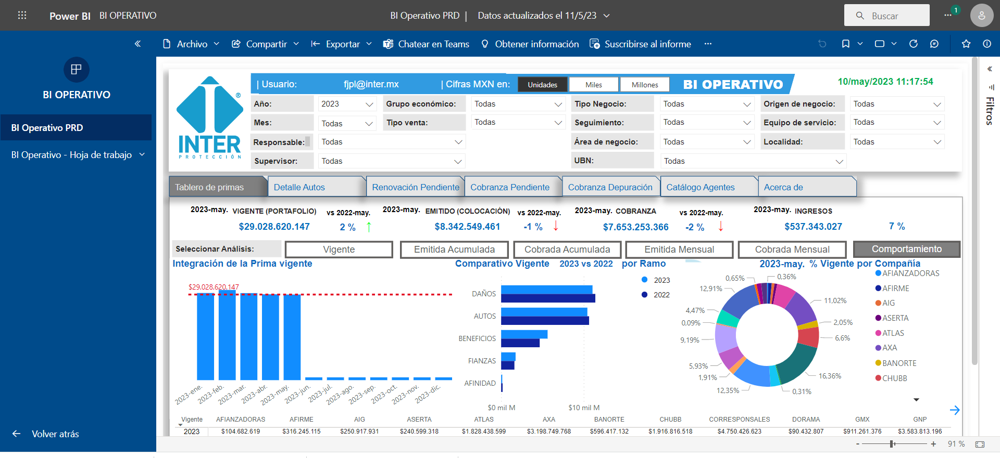 Power BI BI OPERATIVO
BI Operativo PRD | Datos actualizados el 11/5/23
Buscar
1
Archivo Compartir Exportar Chatear en Teams Obtener información Suscribirse al informe
BI OPERATIVO
BI Operativo PRD
BI Operativo - Hoja de trabajo
Volver atrás
INTER
PROTECCIÓN
®
| Usuario: fjpl@inter.mx | Cifras MXN en: Unidades Miles Millones BI OPERATIVO 10/may/2023 11:17:54
Año: 2023 Grupo económico: Todas Tipo Negocio: Todas Origen de negocio: Todas
Mes: Todas Tipo venta: Todas Seguimiento: Todas Equipo de servicio: Todas
Responsable: Todas Área de negocio: Todas Localidad: Todas
Supervisor: Todas UBN: Todas
Filtros
Tablero de primas Detalle Autos Renovación Pendiente Cobranza Pendiente Cobranza Depuración Catálogo Agentes Acerca de
2023-may. VIGENTE (PORTAFOLIO) vs 2022-may. 2023-may. EMITIDO (COLOCACIÓN) vs 2022-may. 2023-may. COBRANZA vs 2022-may. 2023-may. INGRESOS
$29.028.620.147 2 % $8.342.549.461 -1 % $7.653.253.366 -2 % $537.343.027 7 %
Seleccionar Análisis: Vigente Emitida Acumulada Cobrada Acumulada Emitida Mensual Cobrada Mensual Comportamiento
Integración de la Prima vigente
$29.028.620.147
2023-ene. 2023-feb. 2023-mar. 2023-abr. 2023-may. 2023-jun. 2023-jul. 2023-ago. 2023-sep. 2023-oct. 2023-nov. 2023-dic.
Comparativo Vigente 2023 vs 2022 por Ramo
2023
2022
DAÑOS
AUTOS
BENEFICIOS
FIANZAS
AFINIDAD
$0 mil M $10 mil M
2023-may. % Vigente por Compañía
0,65% 0,36%
12,91%
11,02%
4,47%
0,09% 2,05%
9,19% 6,6%
5,93%
1,91% 16,36%
12,35% 0,31%
AFIANZADORAS
AFIRME
AIG
ASERTA
ATLAS
AXA
BANORTE
CHUBB
Vigente AFIANZADORAS AFIRME AIG ASERTA ATLAS AXA BANORTE CHUBB CORRESPONSALES DORAMA GMX GNP
2023 $104.682.619 $316.245.115 $250.917.931 $240.599.318 $1.828.438.599 $3.198.749.768 $596.417.132 $1.916.816.518 $4.750.426.623 $90.432.807 $911.261.376 $3.583.813.196
- + 91 %